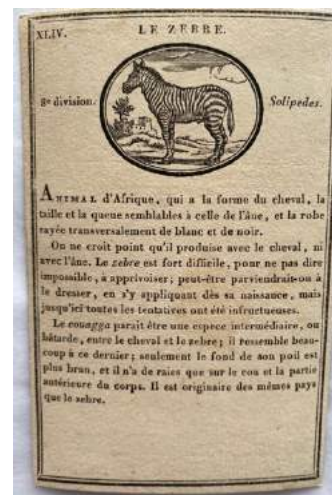 XLIV.
LE ZEBRE.
8e division.
Solipedes.
ANIMAL d'Afrique, qui a la forme du cheval, la
taille et la queue semblables à celle de l'âne, et la robe
rayée transversalement de blanc et de noir.
On ne croit point qu'il produise avec le cheval, ni
avec l'âne. Le zebre est fort difficile, pour ne pas dire
impossible, à apprivoiser; peut-être parviendrait-on à
le dresser, en s'y appliquant dès sa naissance, mais
jusqu'ici toutes les tentatives ont été infructueuses.
Le couagga paraît être une espece intermédiaire, ou
bâtarde, entre le cheval et le zebre; il ressemble beau-
coup à ce dernier; seulement le fond de son poil est
plus brun, et il n'a de raies que sur le cou et la partie
antérieure du corps. Il est originaire des mêmes pays
que le zebre.